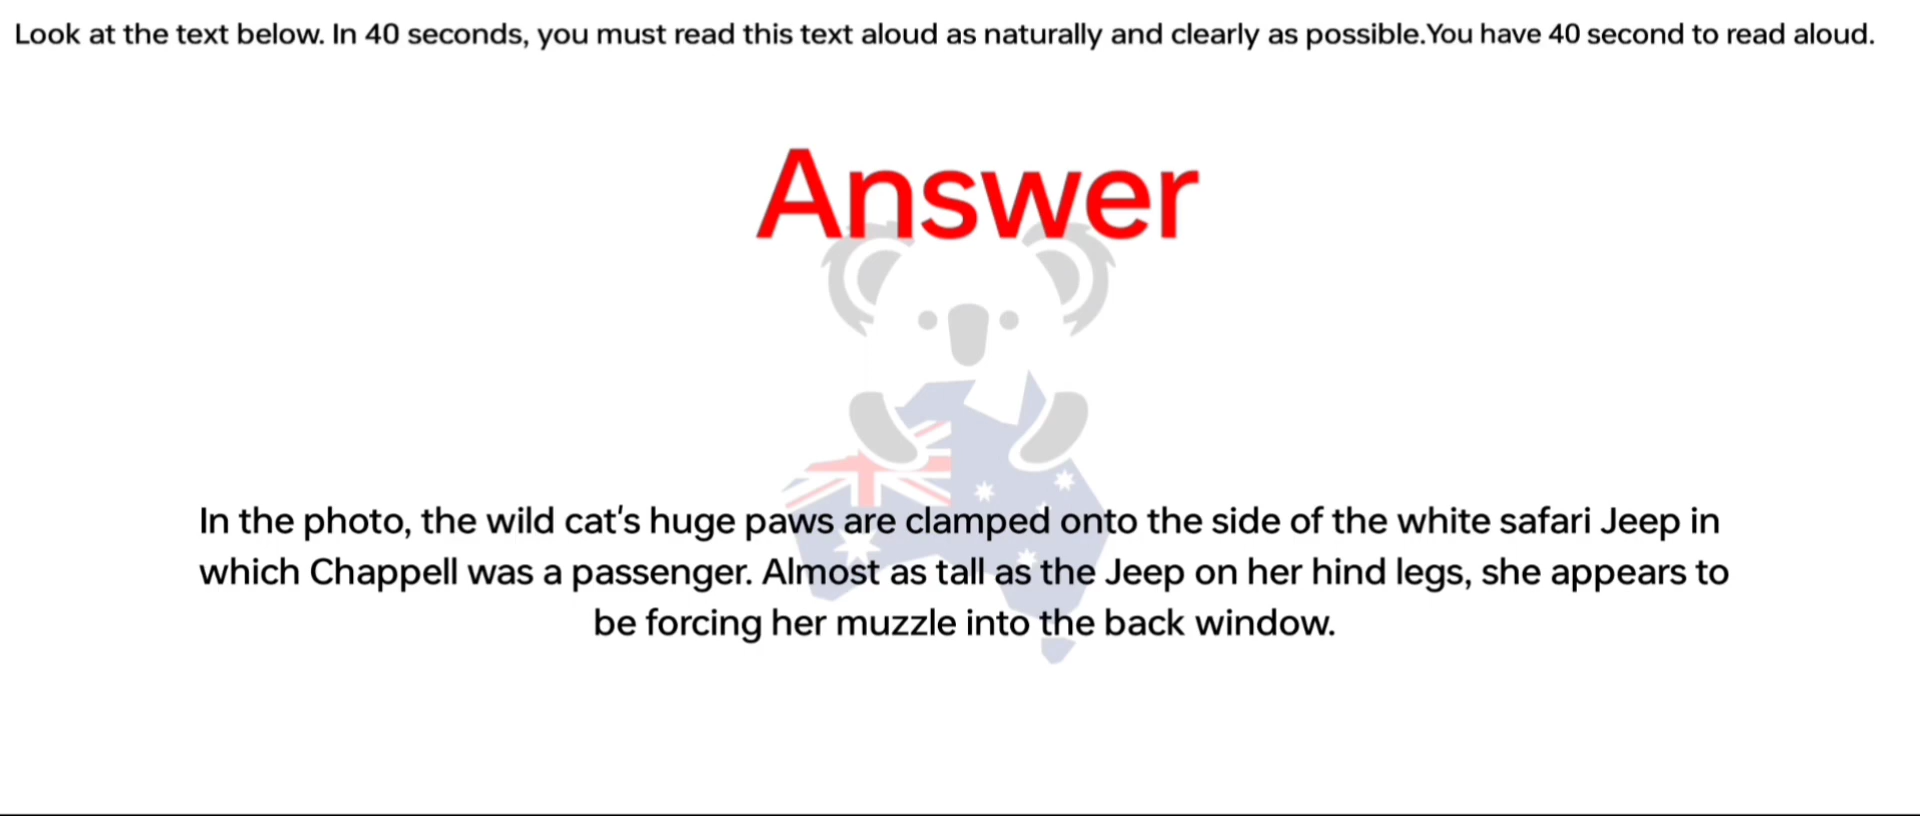 Look at the text below. In 40 seconds, you must read this text aloud as naturally and clearly as possible.You have 40 second to read aloud.
Answer
In the photo, the wild cat's huge paws are clamped onto the side of the white safari Jeep in
which Chappell was a passenger. Almost as tall as the Jeep on her hind legs, she appears to
be forcing her muzzle into the back window.